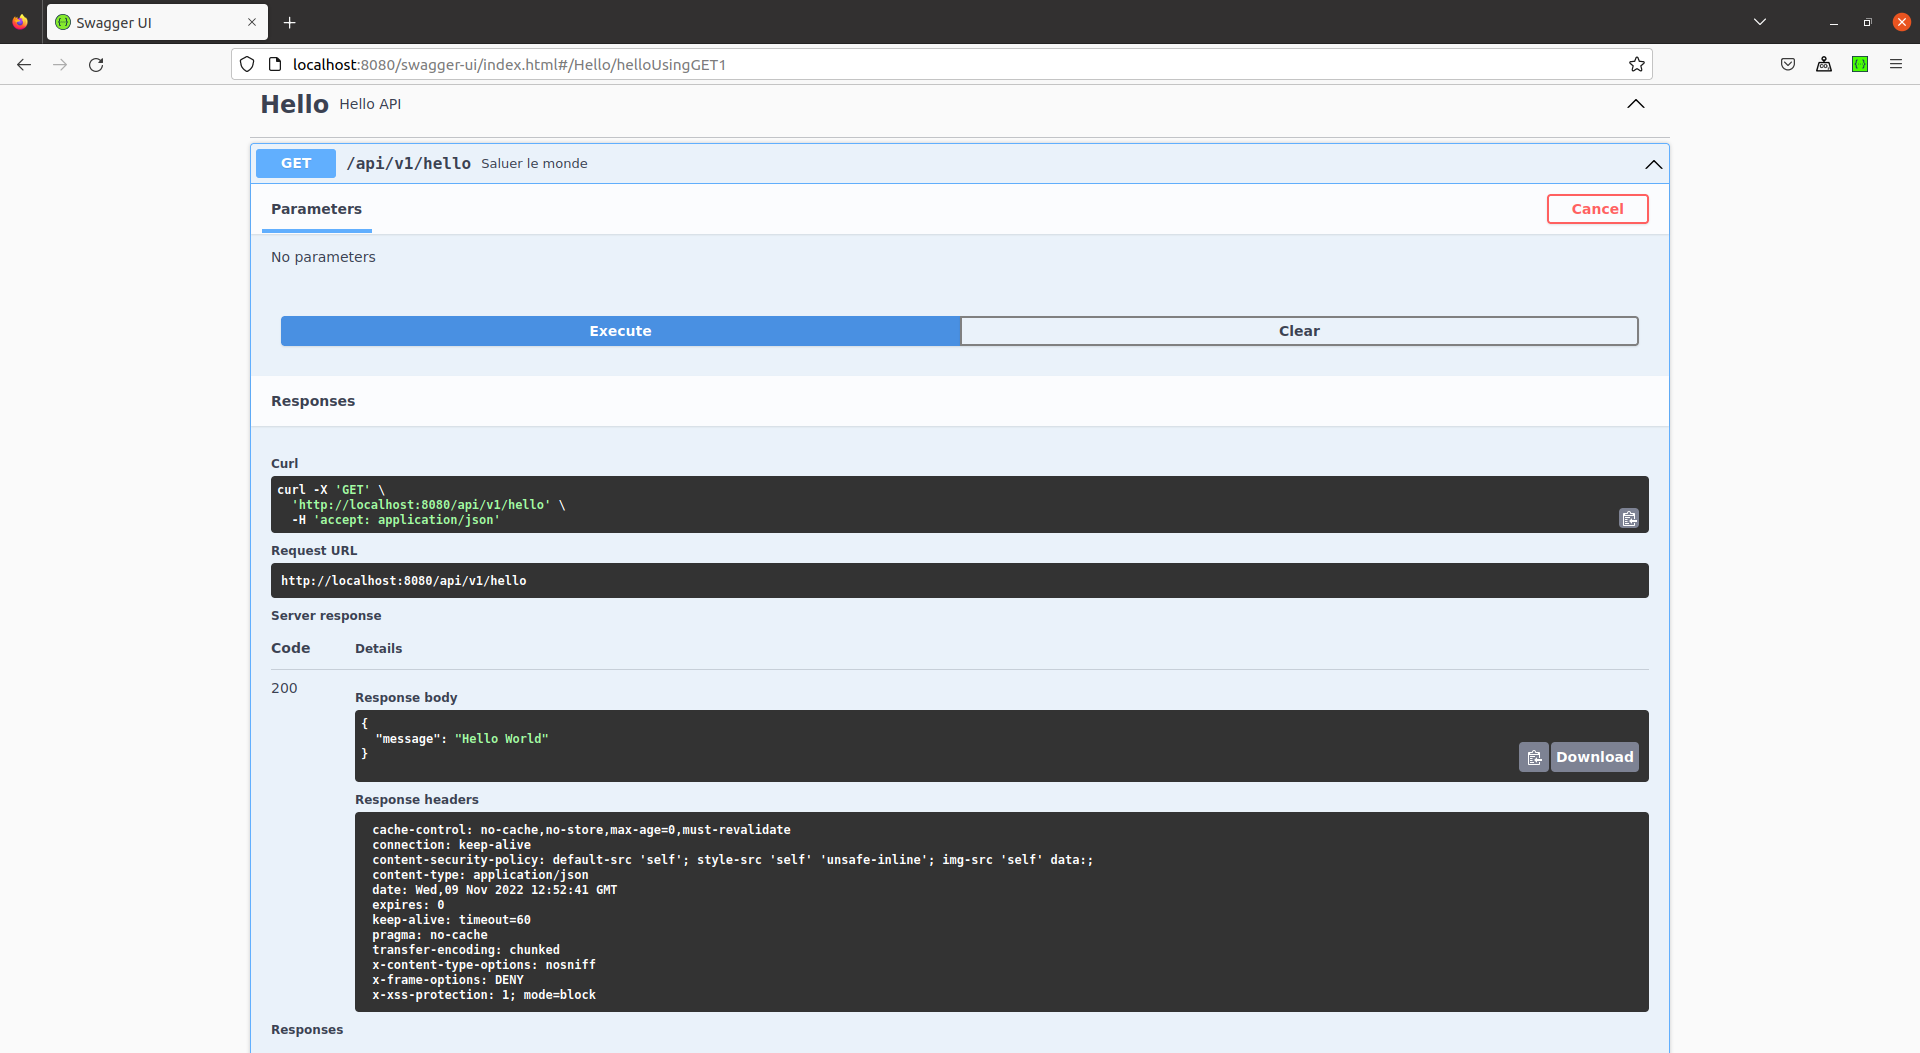 Swagger UI
localhost:8080/swagger-ui/index.html#/Hello/helloUsingGET1
Hello Hello API
GET /api/v1/hello Saluer le monde
Parameters Cancel
No parameters
Execute Clear
Responses
Curl
curl -X 'GET' \
  'http://localhost:8080/api/v1/hello' \
  -H 'accept: application/json'
Request URL
http://localhost:8080/api/v1/hello
Server response
Code Details
200
Response body
{
  "message": "Hello World"
}
Download
Response headers
cache-control: no-cache,no-store,max-age=0,must-revalidate
connection: keep-alive
content-security-policy: default-src 'self'; style-src 'self' 'unsafe-inline'; img-src 'self' data:;
content-type: application/json
date: Wed,09 Nov 2022 12:52:41 GMT
expires: 0
keep-alive: timeout=60
pragma: no-cache
transfer-encoding: chunked
x-content-type-options: nosniff
x-frame-options: DENY
x-xss-protection: 1; mode=block
Responses